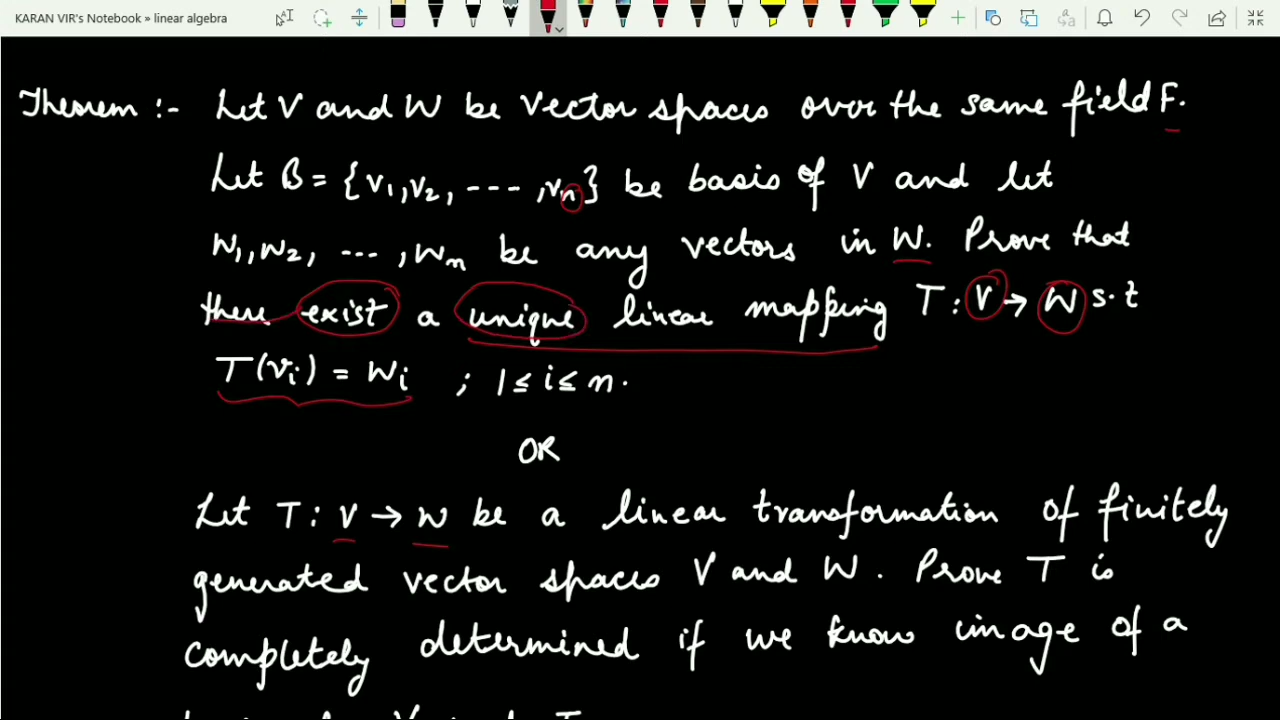 KARAN VIR's Notebook » linear algebra
Theorem :- Let V and W be vector spaces over the same field F.
Let B = {v1, v2, ---- , vn} be basis of V and let
w1, w2, ... , wn be any vectors in W. Prove that
there exist a unique linear mapping T : V → W s.t
T(vi) = wi ; 1 ≤ i ≤ n.
OR
Let T : V → W be a linear transformation of finitely
generated vector spaces V and W. Prove T is
completely determined if we know image of a